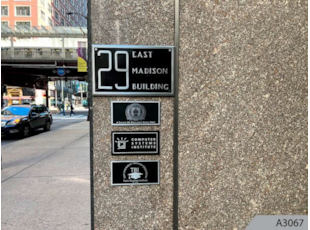 29 EAST
MADISON
BUILDING
COMPUTER
SYSTEMS
INSTITUTE
A3067